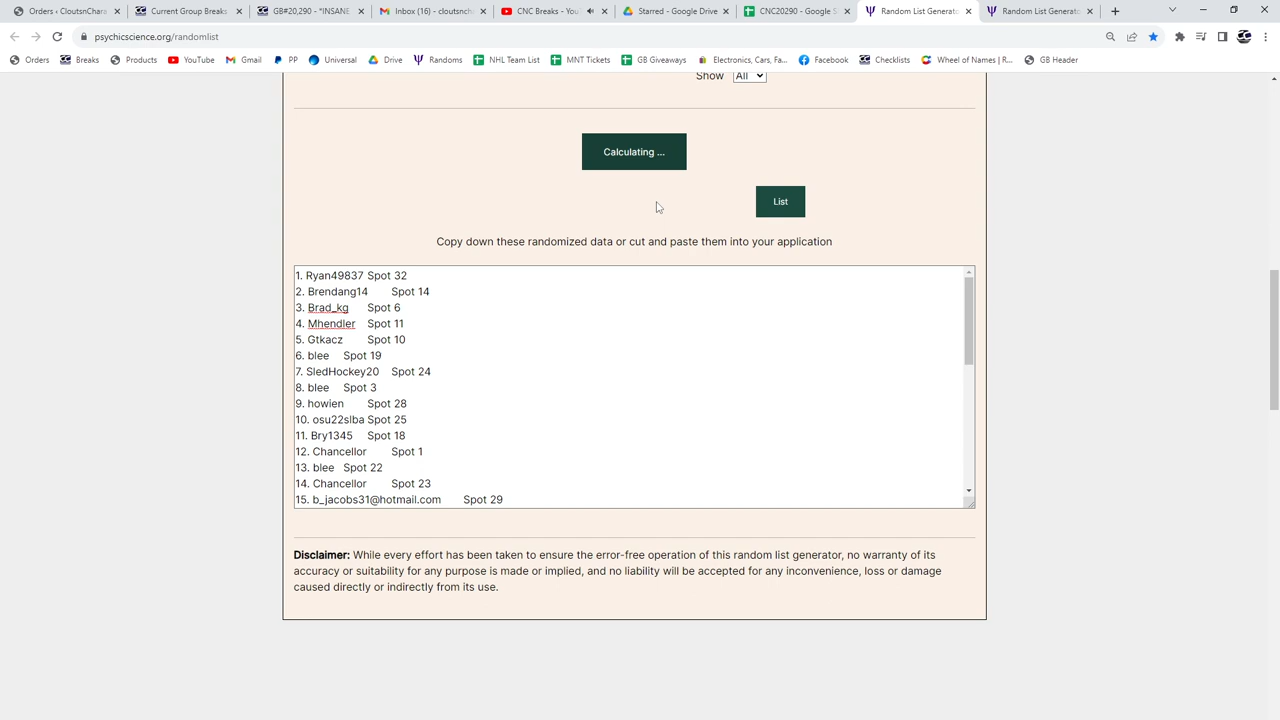 Orders ‹ CloutsnChara
Current Group Breaks
GB#20,290 - *INSANE
Inbox (16) - cloutsnch
CNC Breaks - You
Starred - Google Drive
CNC20290 - Google S
Random List Generato
Random List Generato
psychicscience.org/randomlist
Orders
Breaks
Products
YouTube
Gmail
PP
Universal
Drive
Randoms
NHL Team List
MNT Tickets
GB Giveaways
Electronics, Cars, Fa...
Facebook
Checklists
Wheel of Names | R...
GB Header
Show All
Calculating ...
List
Copy down these randomized data or cut and paste them into your application
1. Ryan49837 Spot 32
2. Brendang14 Spot 14
3. Brad_kg Spot 6
4. Mhendler Spot 11
5. Gtkacz Spot 10
6. blee Spot 19
7. SledHockey20 Spot 24
8. blee Spot 3
9. howien Spot 28
10. osu22slba Spot 25
11. Bry1345 Spot 18
12. Chancellor Spot 1
13. blee Spot 22
14. Chancellor Spot 23
15. b_jacobs31@hotmail.com Spot 29
Disclaimer: While every effort has been taken to ensure the error-free operation of this random list generator, no warranty of its
accuracy or suitability for any purpose is made or implied, and no liability will be accepted for any inconvenience, loss or damage
caused directly or indirectly from its use.